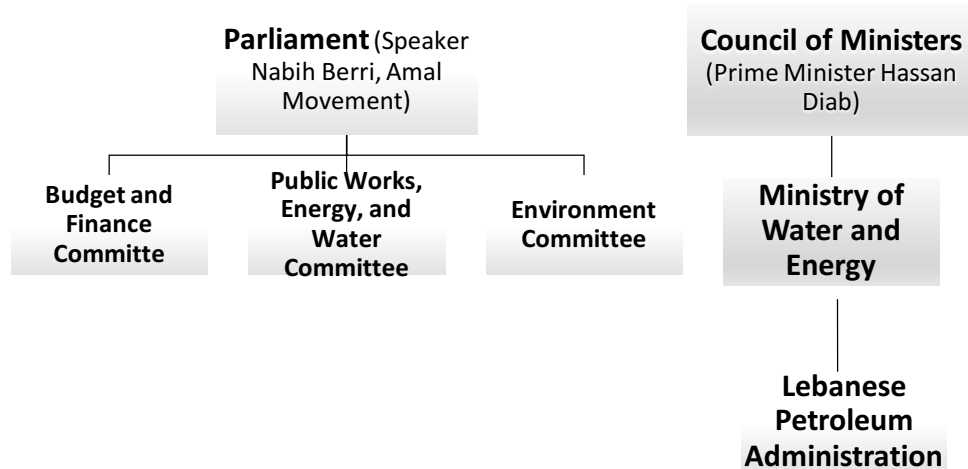 Parliament (Speaker
Nabih Berri, Amal
Movement)
Budget and
Finance
Committe
Public Works,
Energy, and
Water
Committee
Environment
Committee
Council of Ministers
(Prime Minister Hassan
Diab)
Ministry of
Water and
Energy
Lebanese
Petroleum
Administration